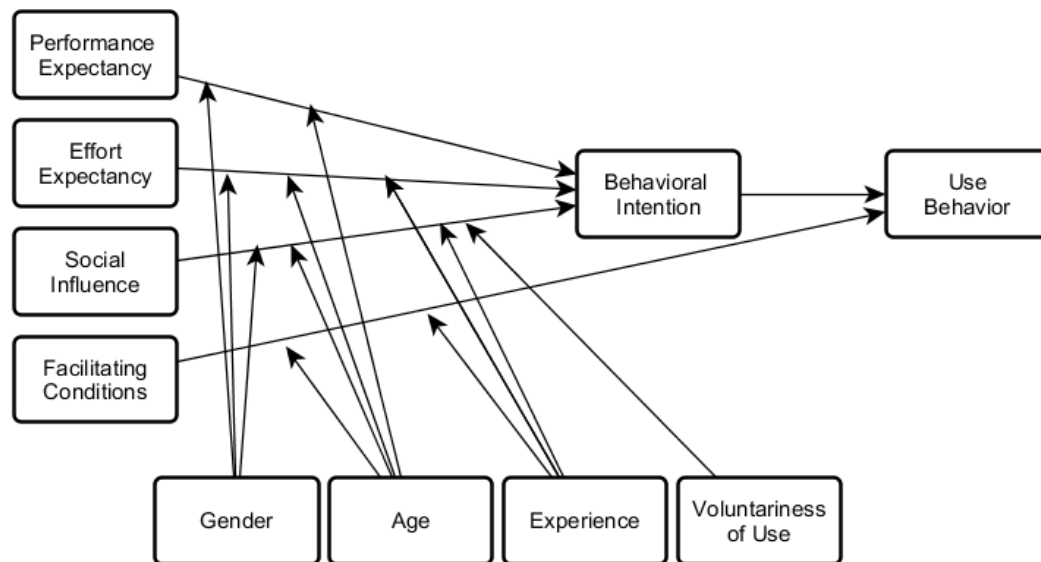 Performance
Expectancy
Effort
Expectancy
Social
Influence
Facilitating
Conditions
Behavioral
Intention
Use
Behavior
Gender
Age
Experience
Voluntariness
of Use